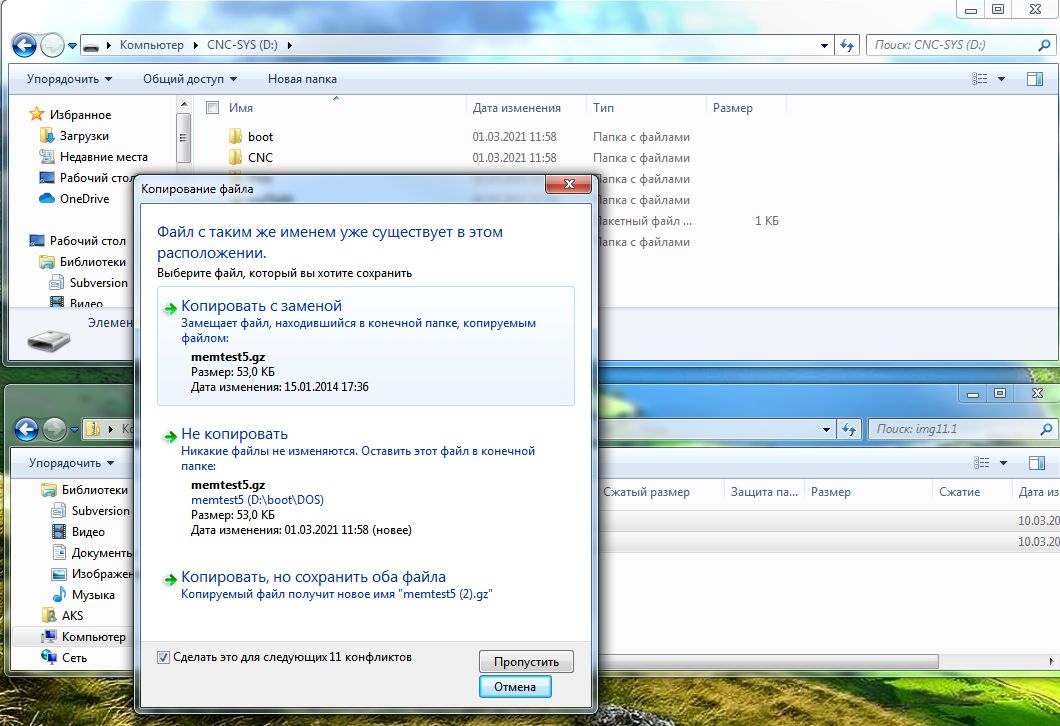 Компьютер
CNC-SYS (D:)
Поиск: CNC-SYS (D:)
Упорядочить
Общий доступ
Новая папка
Избранное
Загрузки
Недавние места
Рабочий стол
OneDrive
Рабочий стол
Библиотеки
Subversion
Видео
Имя
Дата изменения
Тип
Размер
boot
01.03.2021 11:58
Папка с файлами
CNC
01.03.2021 11:58
Папка с файлами
Папка с файлами
Папка с файлами
Пакетный файл ...
1 КБ
Папка с файлами
Элемен
Копирование файла
Файл с таким же именем уже существует в этом
расположении.
Выберите файл, который вы хотите сохранить
Копировать с заменой
Замещает файл, находившийся в конечной папке, копируемым
файлом:
memtest5.gz
Размер: 53,0 КБ
Дата изменения: 15.01.2014 17:36
Не копировать
Никакие файлы не изменяются. Оставить этот файл в конечной
папке:
memtest5.gz
memtest5 (D:\boot\DOS)
Размер: 53,0 КБ
Дата изменения: 01.03.2021 11:58 (новее)
Копировать, но сохранить оба файла
Копируемый файл получит новое имя "memtest5 (2).gz"
Сделать это для следующих 11 конфликтов
Пропустить
Отмена
Ко
Поиск: img11.1
Упорядочить
Библиотеки
Subversion
Видео
Документы
Изображен
Музыка
AKS
Компьютер
Сеть
Сжатый размер
Защита па...
Размер
Сжатие
Дата из
10.03.20
10.03.20